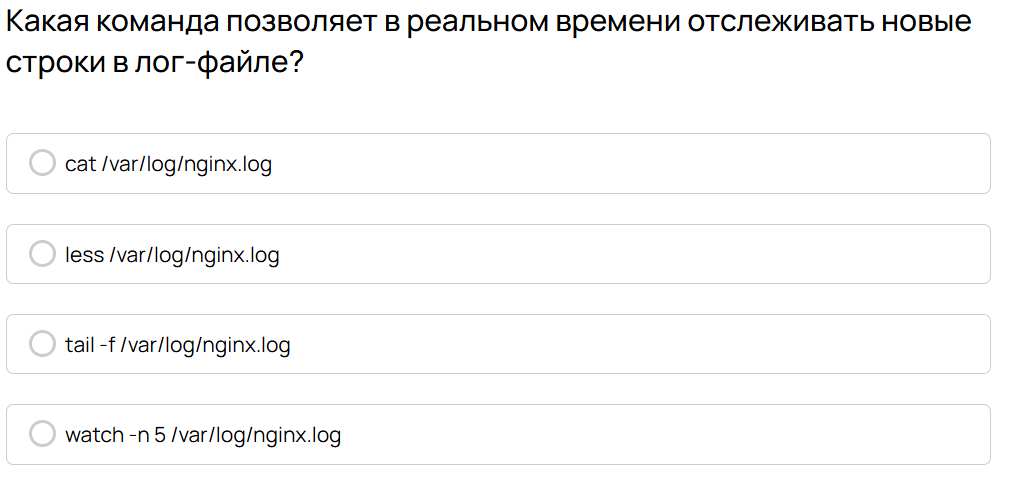 Какая команда позволяет в реальном времени отслеживать новые
строки в лог-файле?
cat /var/log/nginx.log
less /var/log/nginx.log
tail -f /var/log/nginx.log
watch -n 5 /var/log/nginx.log